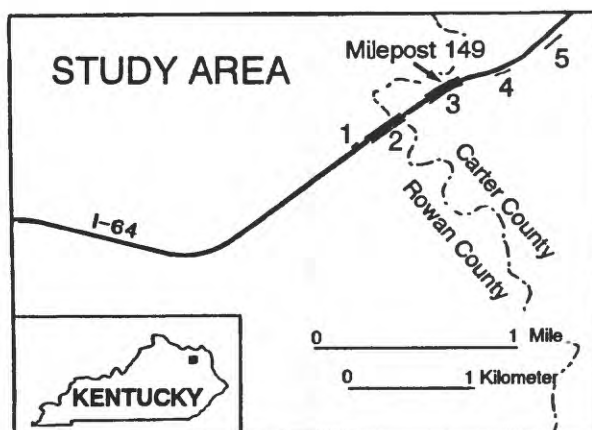 STUDY AREA
Milepost 149
5
4
3
2
1
Carter County
Rowan County
I-64
0 1 Mile
0 1 Kilometer
KENTUCKY